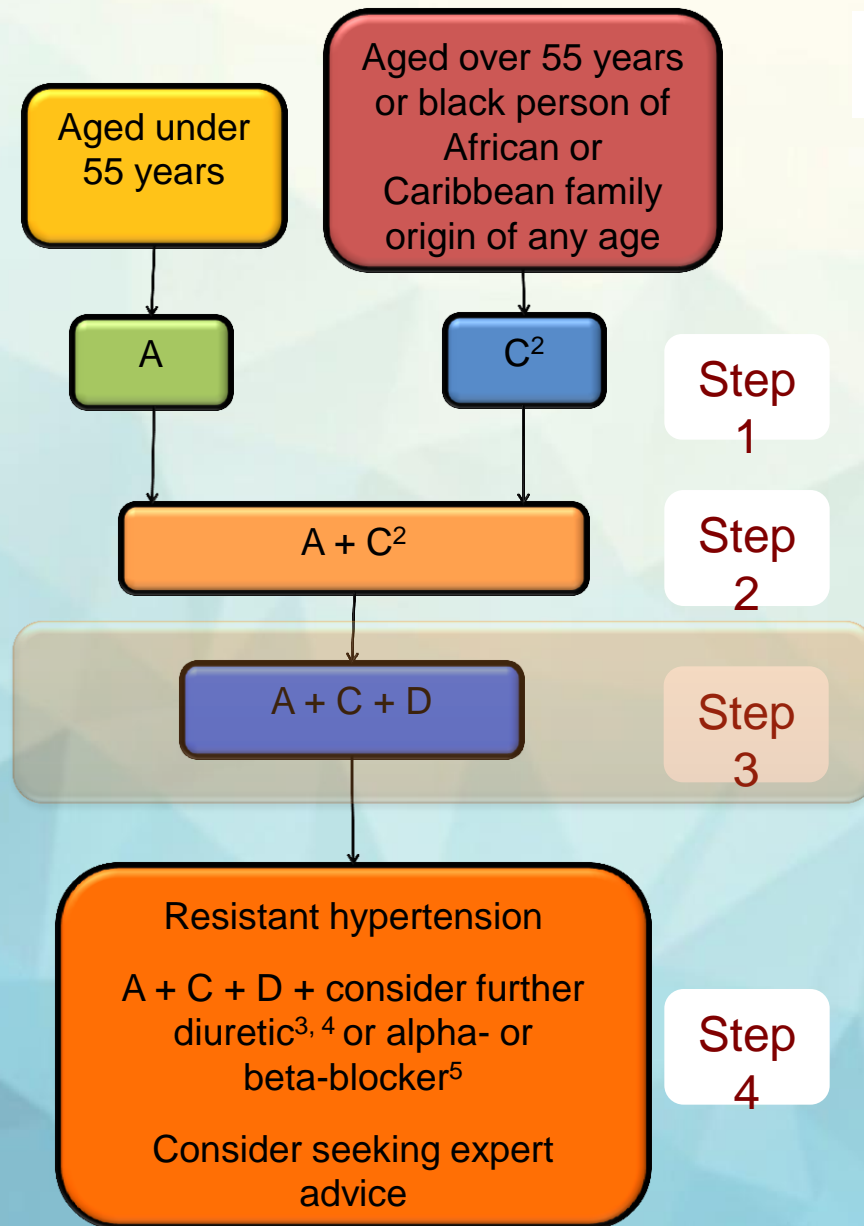 Aged under
55 years
Aged over 55 years
or black person of
African or
Caribbean family
origin of any age
A
C²
Step
1
A + C²
Step
2
A + C + D
Step
3
Resistant hypertension
A + C + D + consider further
diuretic³, ⁴ or alpha- or
beta-blocker⁵
Consider seeking expert
advice
Step
4